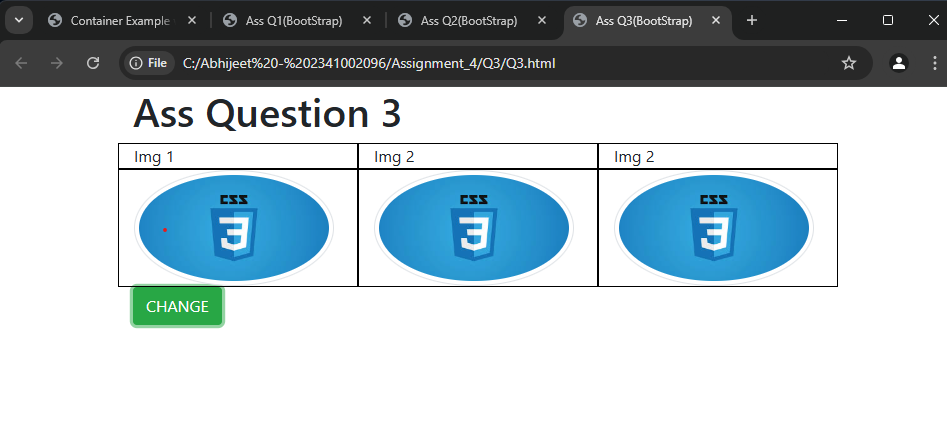 Container Example
Ass Q1(BootStrap)
Ass Q2(BootStrap)
Ass Q3(BootStrap)
File
C:/Abhijeet%20-%202341002096/Assignment_4/Q3/Q3.html
Ass Question 3
Img 1 Img 2 Img 2
CSS CSS CSS
3 3 3
CHANGE